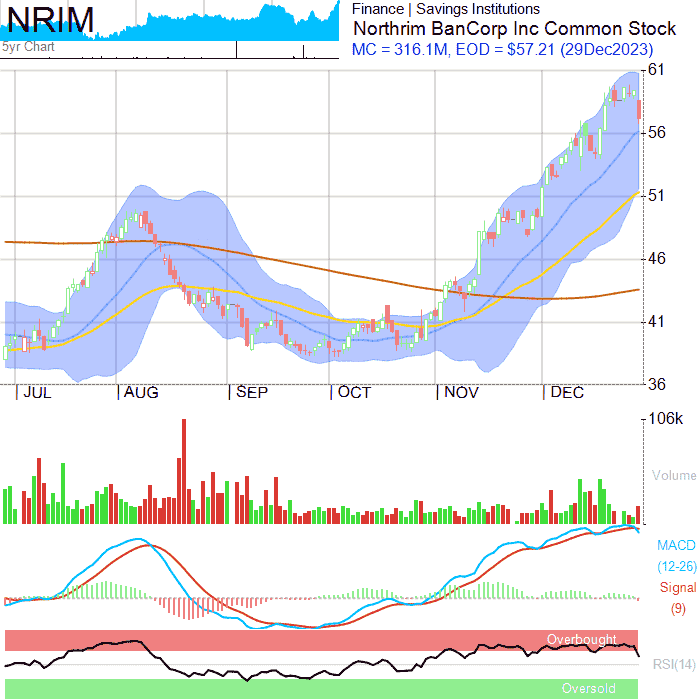 NRIM
5yr Chart
Finance | Savings Institutions
Northrim BanCorp Inc Common Stock
MC = 316.1M, EOD = $57.21 (29Dec2023)
61
56
51
46
41
36
JUL AUG SEP OCT NOV DEC
106k
Volume
MACD
(12-26)
Signal
(9)
Overbought
RSI(14)
Oversold